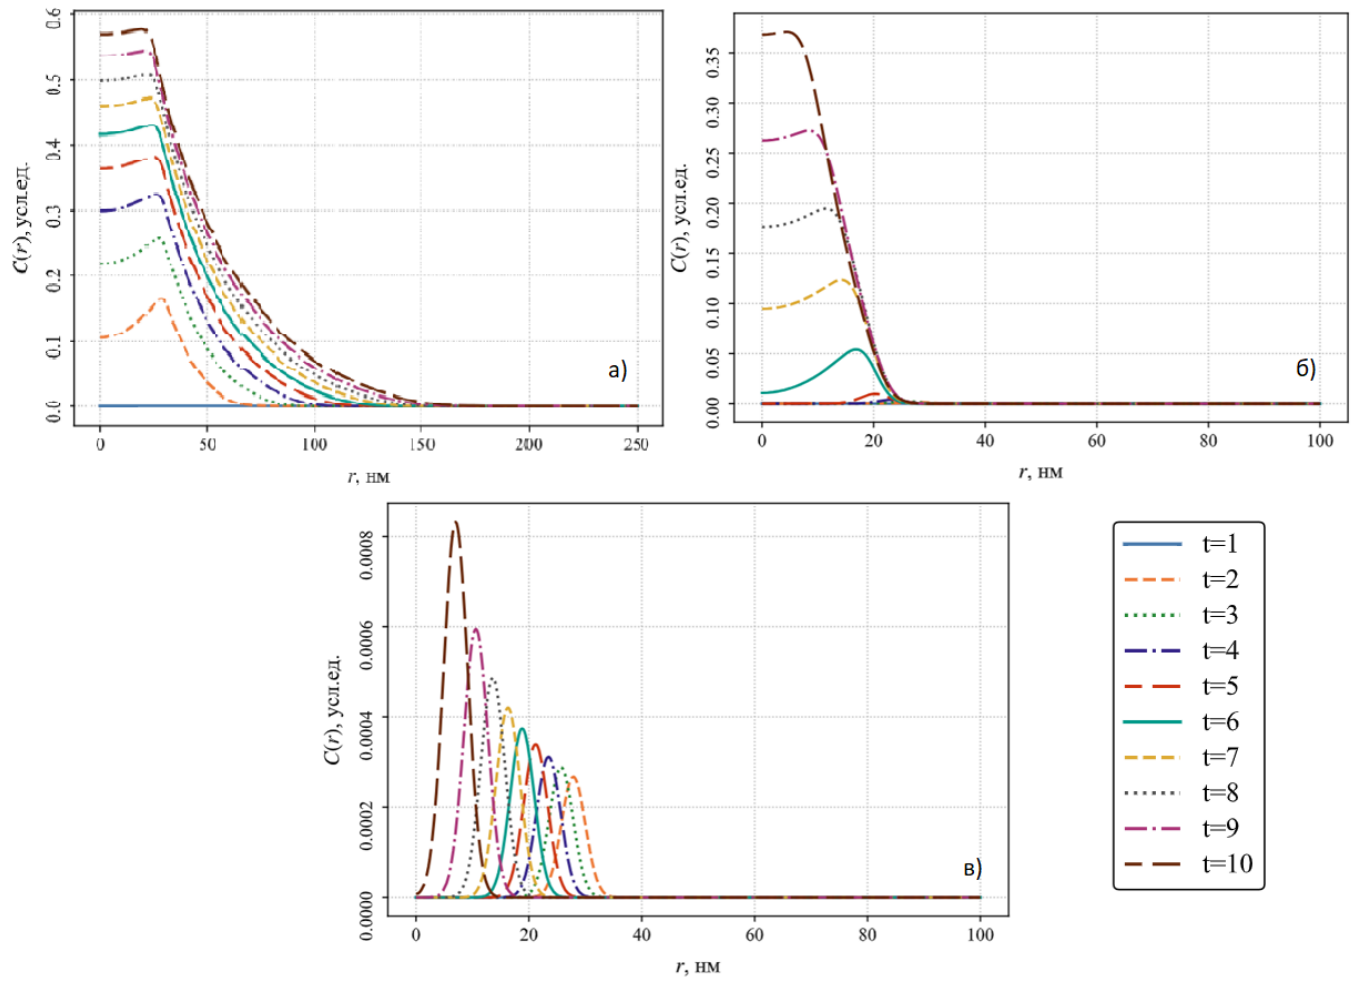 0.6
0.5
0.4
0.3
0.2
0.1
0.0
C(r), усл.ед.
а)
0 50 100 150 200 250
r, нм
0.35
0.30
0.25
0.20
0.15
0.10
0.05
0.00
C(r), усл.ед.
б)
0 20 40 60 80 100
r, нм
0.0008
0.0006
0.0004
0.0002
0.0000
C(r), усл.ед.
в)
0 20 40 60 80 100
r, нм
t=1
t=2
t=3
t=4
t=5
t=6
t=7
t=8
t=9
t=10